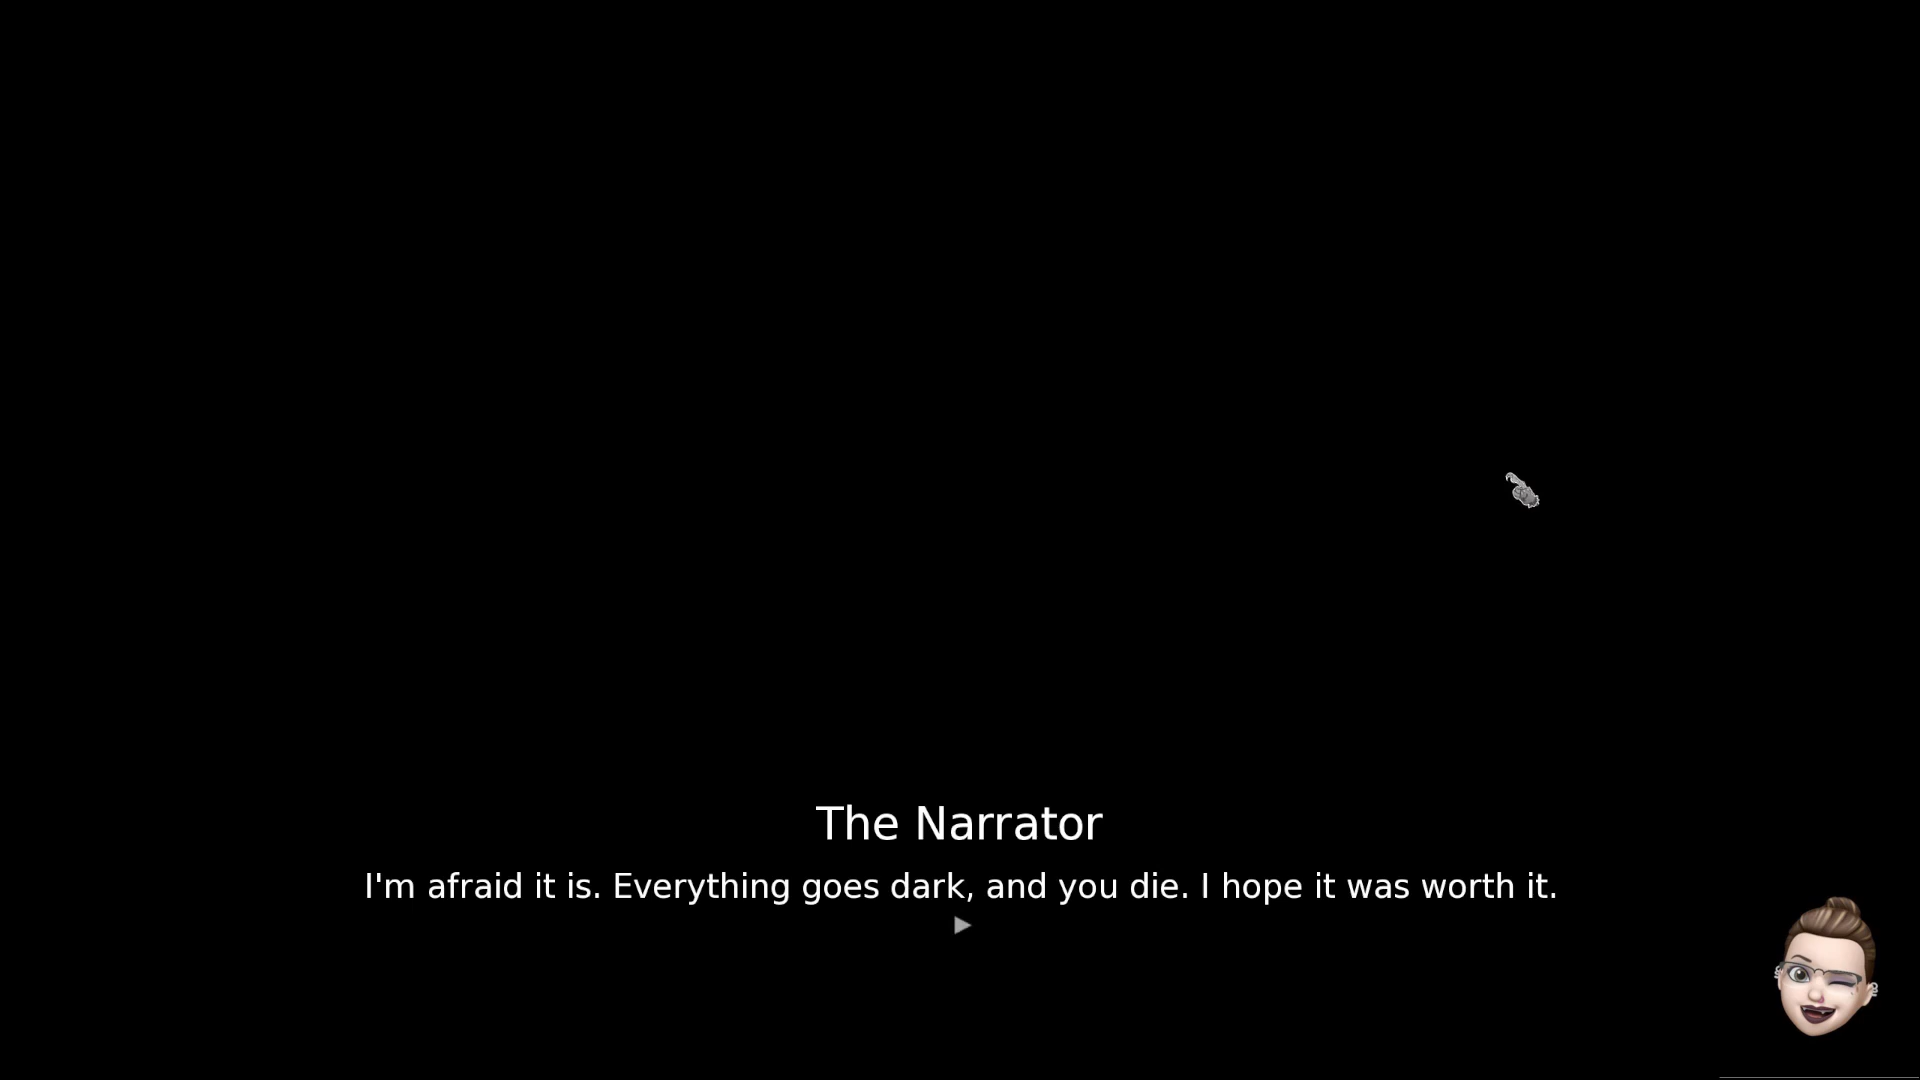 The Narrator
I'm afraid it is. Everything goes dark, and you die. I hope it was worth it.